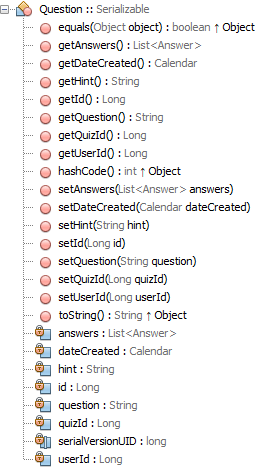 Question :: Serializable
equals(Object object) : boolean ↑ Object
getAnswers() : List<Answer>
getDateCreated() : Calendar
getHint() : String
getId() : Long
getQuestion() : String
getQuizId() : Long
getUserId() : Long
hashCode() : int ↑ Object
setAnswers(List<Answer> answers)
setDateCreated(Calendar dateCreated)
setHint(String hint)
setId(Long id)
setQuestion(String question)
setQuizId(Long quizId)
setUserId(Long userId)
toString() : String ↑ Object
answers : List<Answer>
dateCreated : Calendar
hint : String
id : Long
question : String
quizId : Long
serialVersionUID : long
userId : Long